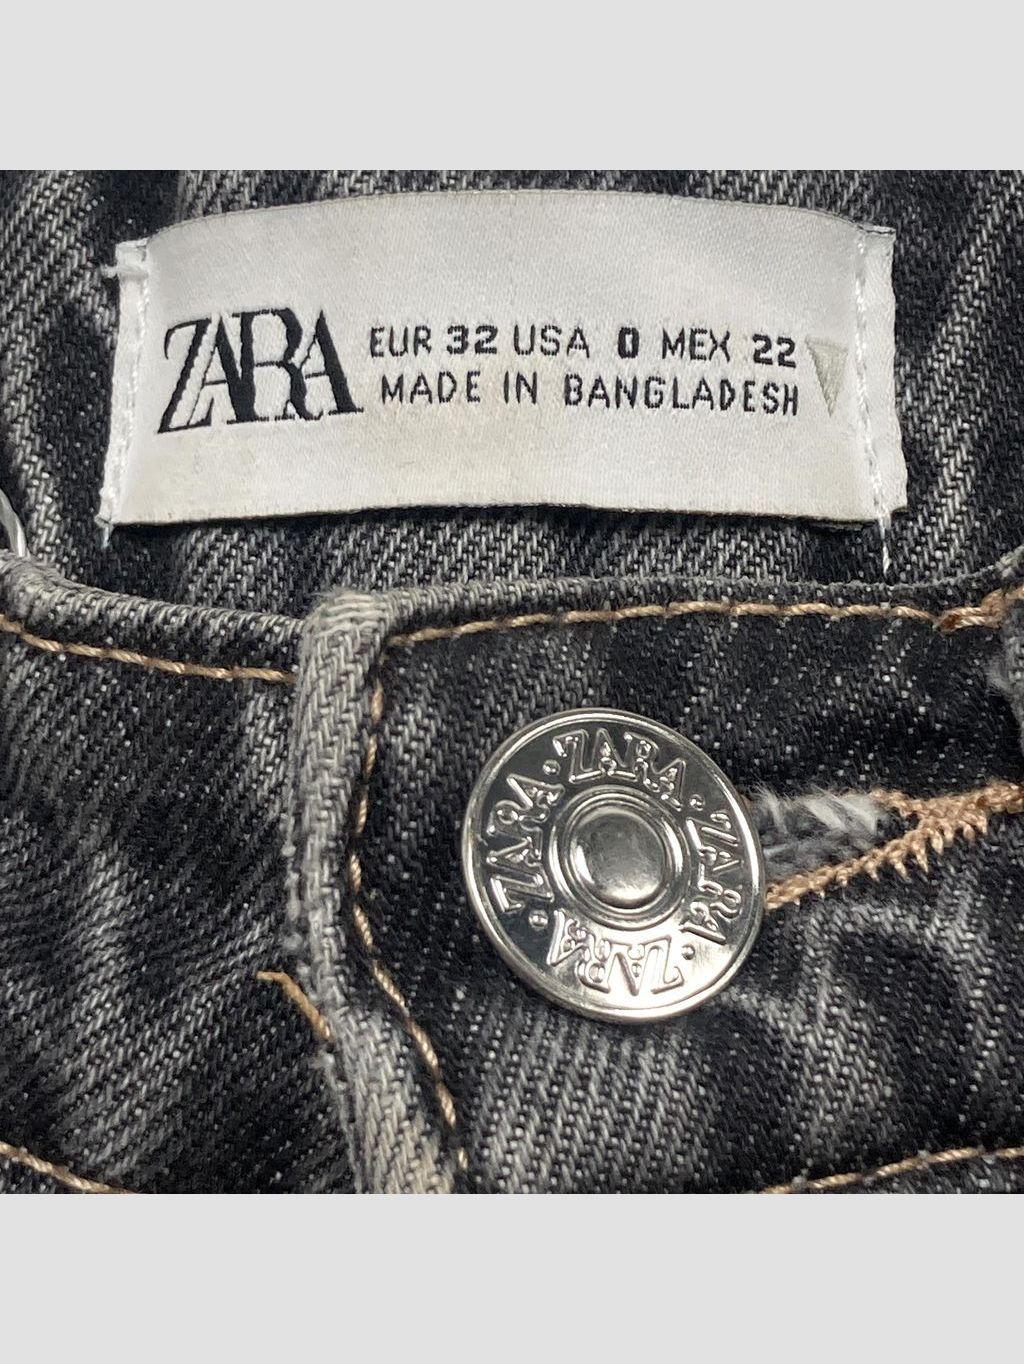 ZARA EUR 32 USA 0 MEX 22
MADE IN BANGLADESH
ZARA · ZARA · ZARA · ZARA ·